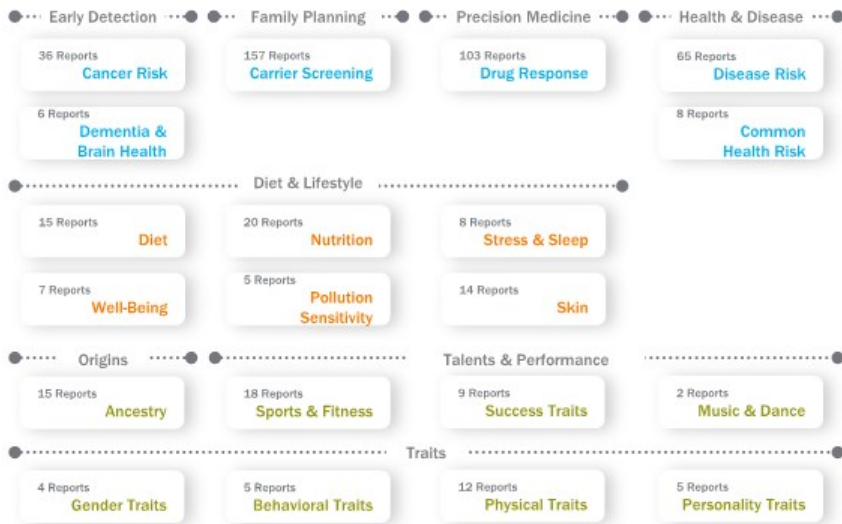 Early Detection
Family Planning
Precision Medicine
Health & Disease
36 Reports
Cancer Risk
157 Reports
Carrier Screening
103 Reports
Drug Response
65 Reports
Disease Risk
6 Reports
Dementia &
Brain Health
8 Reports
Common
Health Risk
Diet & Lifestyle
15 Reports
Diet
20 Reports
Nutrition
8 Reports
Stress & Sleep
7 Reports
Well-Being
5 Reports
Pollution
Sensitivity
14 Reports
Skin
Origins
Talents & Performance
15 Reports
Ancestry
18 Reports
Sports & Fitness
9 Reports
Success Traits
2 Reports
Music & Dance
Traits
4 Reports
Gender Traits
5 Reports
Behavioral Traits
12 Reports
Physical Traits
5 Reports
Personality Traits